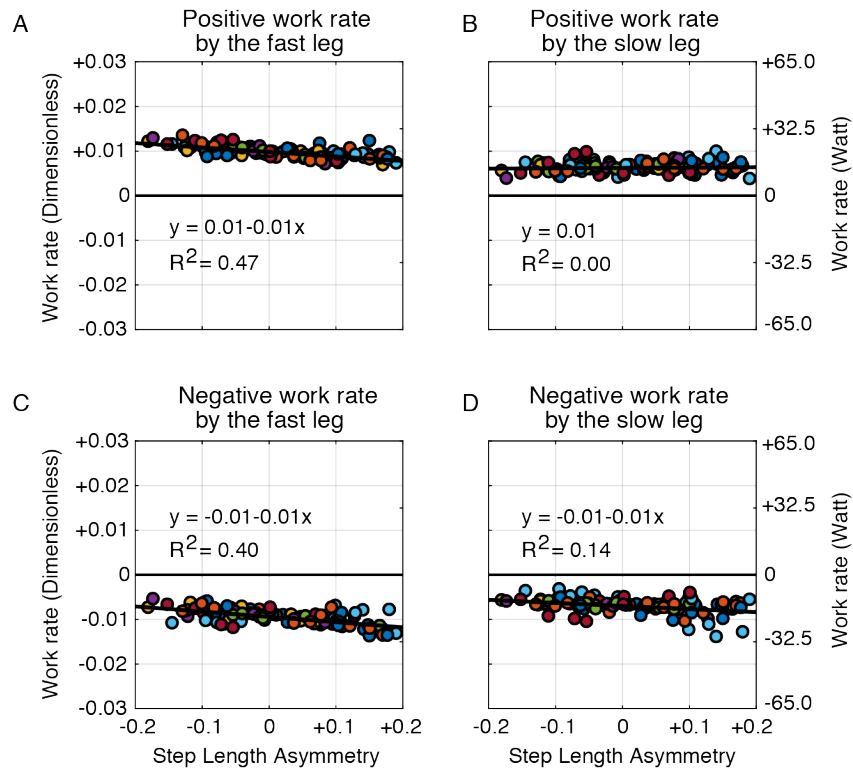 A
Positive work rate
by the fast leg
B
Positive work rate
by the slow leg
Work rate (Dimensionless)
+0.03
+0.02
+0.01
0
-0.01
-0.02
-0.03
y = 0.01-0.01x
R2= 0.47
y = 0.01
R2= 0.00
+65.0
+32.5
0
-32.5
-65.0
Work rate (Watt)
C
Negative work rate
by the fast leg
D
Negative work rate
by the slow leg
Work rate (Dimensionless)
+0.03
+0.02
+0.01
0
-0.01
-0.02
-0.03
y = -0.01-0.01x
R2= 0.40
y = -0.01-0.01x
R2= 0.14
+65.0
+32.5
0
-32.5
-65.0
Work rate (Watt)
-0.2 -0.1 0 +0.1 +0.2
Step Length Asymmetry
-0.2 -0.1 0 +0.1 +0.2
Step Length Asymmetry